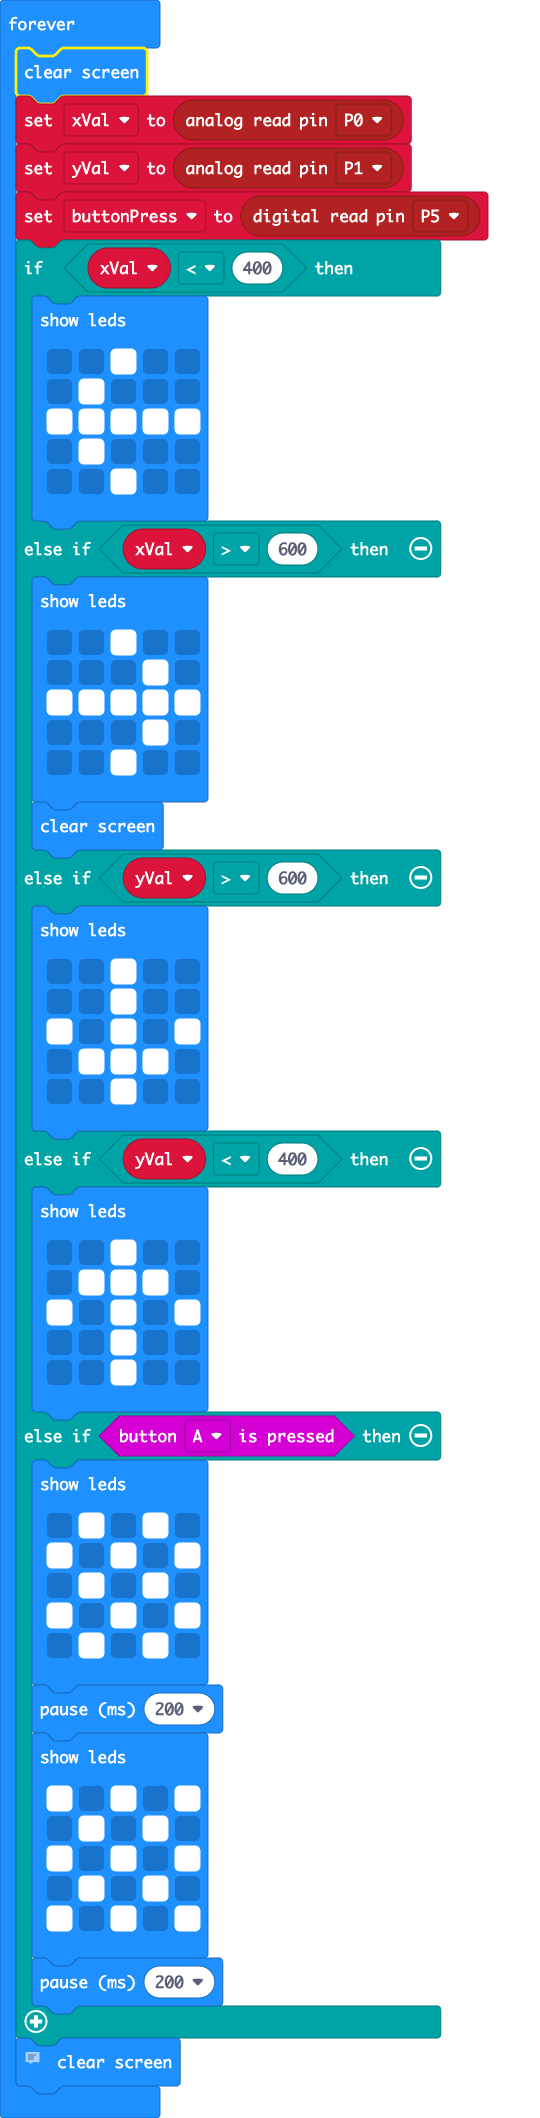 forever
clear screen
set xVal to analog read pin P0
set yVal to analog read pin P1
set buttonPress to digital read pin P5
if xVal < 400 then
show leds
else if xVal > 600 then
show leds
clear screen
else if yVal > 600 then
show leds
else if yVal < 400 then
show leds
else if button A is pressed then
show leds
pause (ms) 200
show leds
pause (ms) 200
clear screen